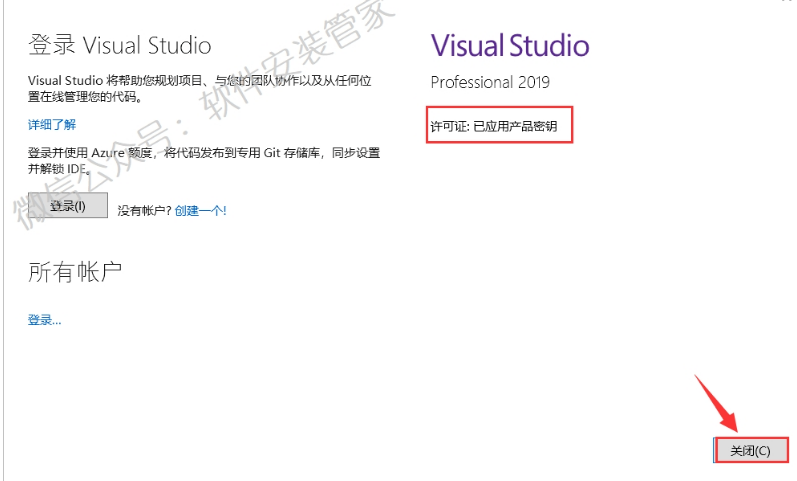 登录 Visual Studio
Visual Studio 将帮助您规划项目、与您的团队协作以及从任何位
置在线管理您的代码。
详细了解
登录并使用 Azure 额度，将代码发布到专用 Git 存储库，同步设置
并解锁 IDE。
登录(I)
没有帐户? 创建一个!
所有帐户
登录...
Visual Studio
Professional 2019
许可证: 已应用产品密钥
关闭(C)
微信公众号：软件安装管家